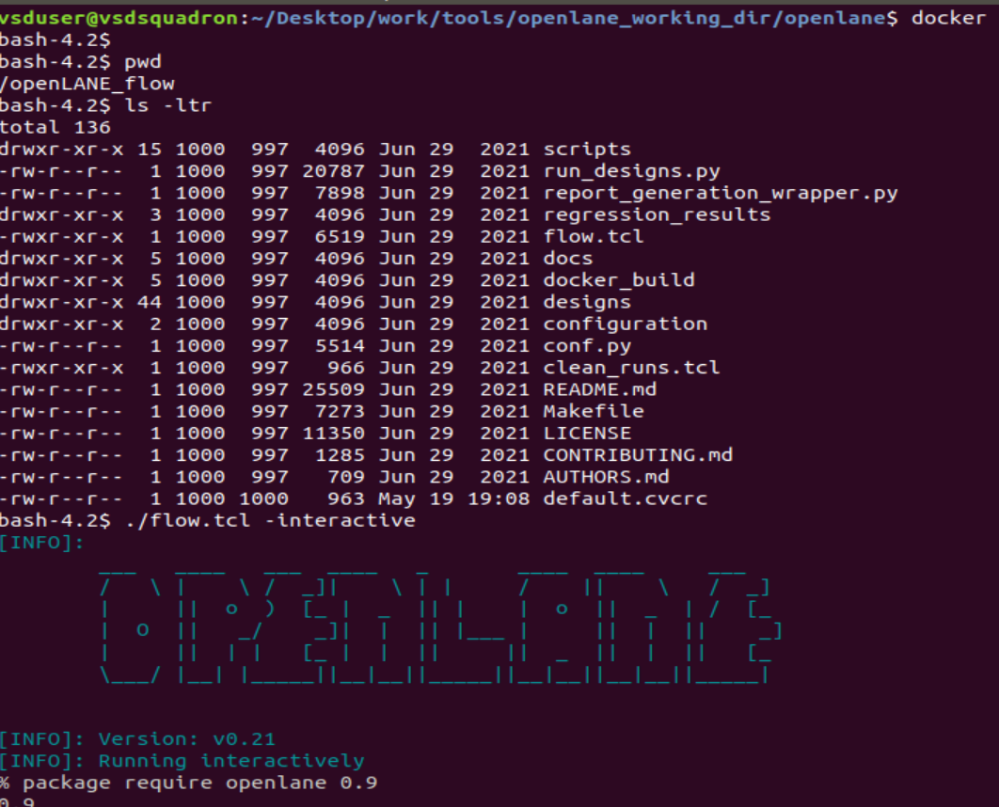 vsduser@vsdsquadron:~/Desktop/work/tools/openlane_working_dir/openlane$ docker
bash-4.2$
bash-4.2$ pwd
/openLANE_flow
bash-4.2$ ls -ltr
total 136
drwxr-xr-x 15 1000  997  4096 Jun 29  2021 scripts
-rw-r--r--  1 1000  997 20787 Jun 29  2021 run_designs.py
-rw-r--r--  1 1000  997  7898 Jun 29  2021 report_generation_wrapper.py
drwxr-xr-x  3 1000  997  4096 Jun 29  2021 regression_results
-rwxr-xr-x  1 1000  997  6519 Jun 29  2021 flow.tcl
drwxr-xr-x  5 1000  997  4096 Jun 29  2021 docs
drwxr-xr-x  5 1000  997  4096 Jun 29  2021 docker_build
drwxr-xr-x 44 1000  997  4096 Jun 29  2021 designs
drwxr-xr-x  2 1000  997  4096 Jun 29  2021 configuration
-rw-r--r--  1 1000  997  5514 Jun 29  2021 conf.py
-rwxr-xr-x  1 1000  997   966 Jun 29  2021 clean_runs.tcl
-rw-r--r--  1 1000  997 25509 Jun 29  2021 README.md
-rw-r--r--  1 1000  997  7273 Jun 29  2021 Makefile
-rw-r--r--  1 1000  997 11350 Jun 29  2021 LICENSE
-rw-r--r--  1 1000  997  1285 Jun 29  2021 CONTRIBUTING.md
-rw-r--r--  1 1000  997   709 Jun 29  2021 AUTHORS.md
-rw-r--r--  1 1000 1000   963 May 19 19:08 default.cvcrc
bash-4.2$ ./flow.tcl -interactive
[INFO]:
OPENLANE
[INFO]: Version: v0.21
[INFO]: Running interactively
% package require openlane 0.9
0.9